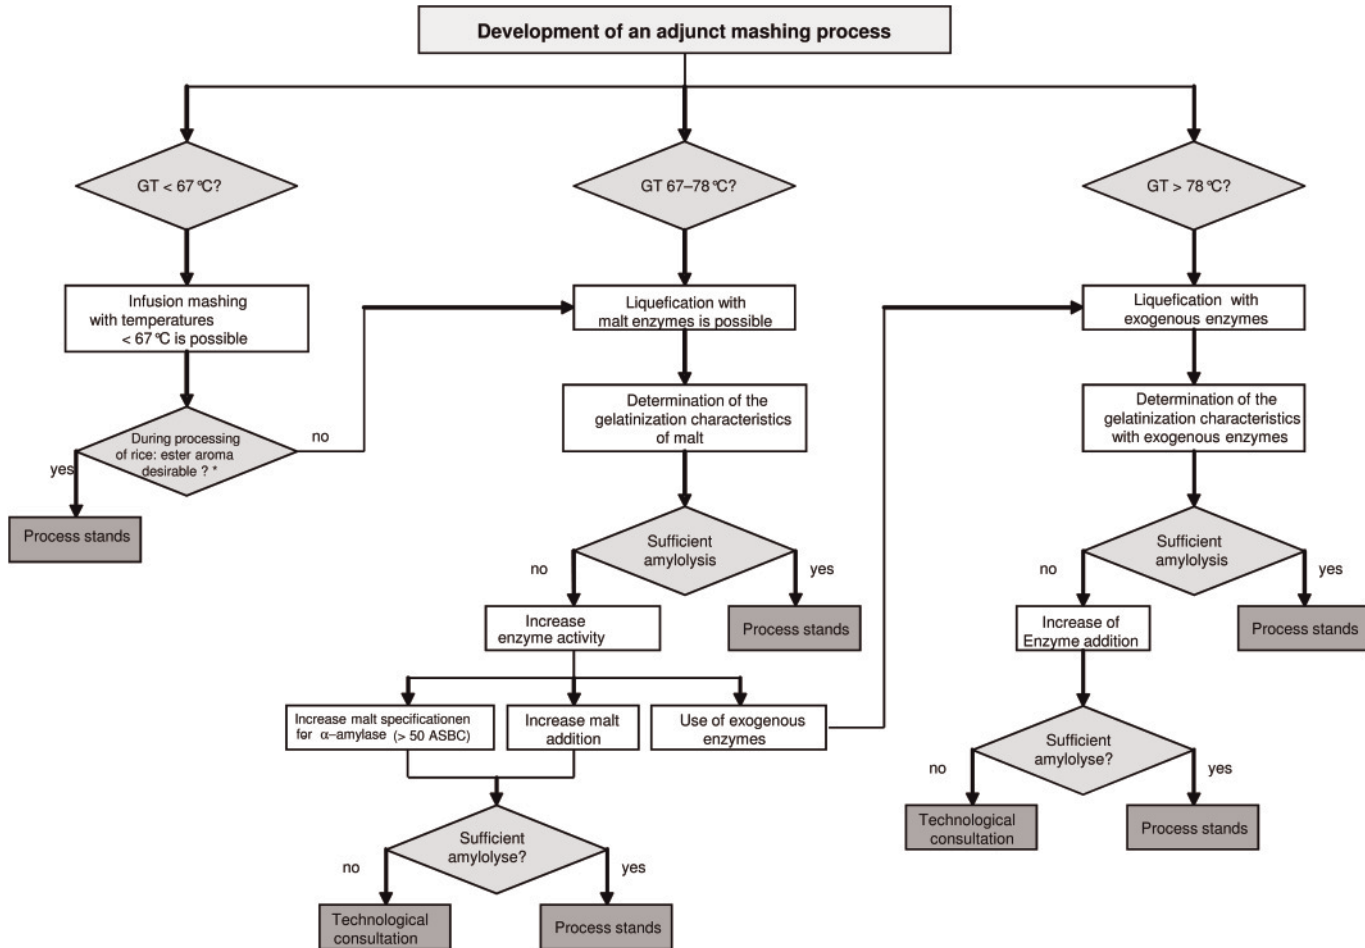 Development of an adjunct mashing process
GT < 67 °C?
GT 67–78 °C?
GT > 78 °C?
Infusion mashing
with temperatures
< 67 °C is possible
Liquefication with
malt enzymes is possible
Liquefication with
exogenous enzymes
During processing
of rice: ester aroma
desirable ? *
no
yes
Process stands
Determination of the
gelatinization characteristics
of malt
Determination of the
gelatinization characteristics
with exogenous enzymes
Sufficient
amylolysis
no
yes
Sufficient
amylolysis
no
yes
Increase
enzyme activity
Process stands
Increase of
Enzyme addition
Process stands
Increase malt specificationen
for α–amylase (> 50 ASBC)
Increase malt
addition
Use of exogenous
enzymes
Sufficient
amylolyse?
no
yes
Technological
consultation
Process stands
Sufficient
amylolyse?
no
yes
Technological
consultation
Process stands